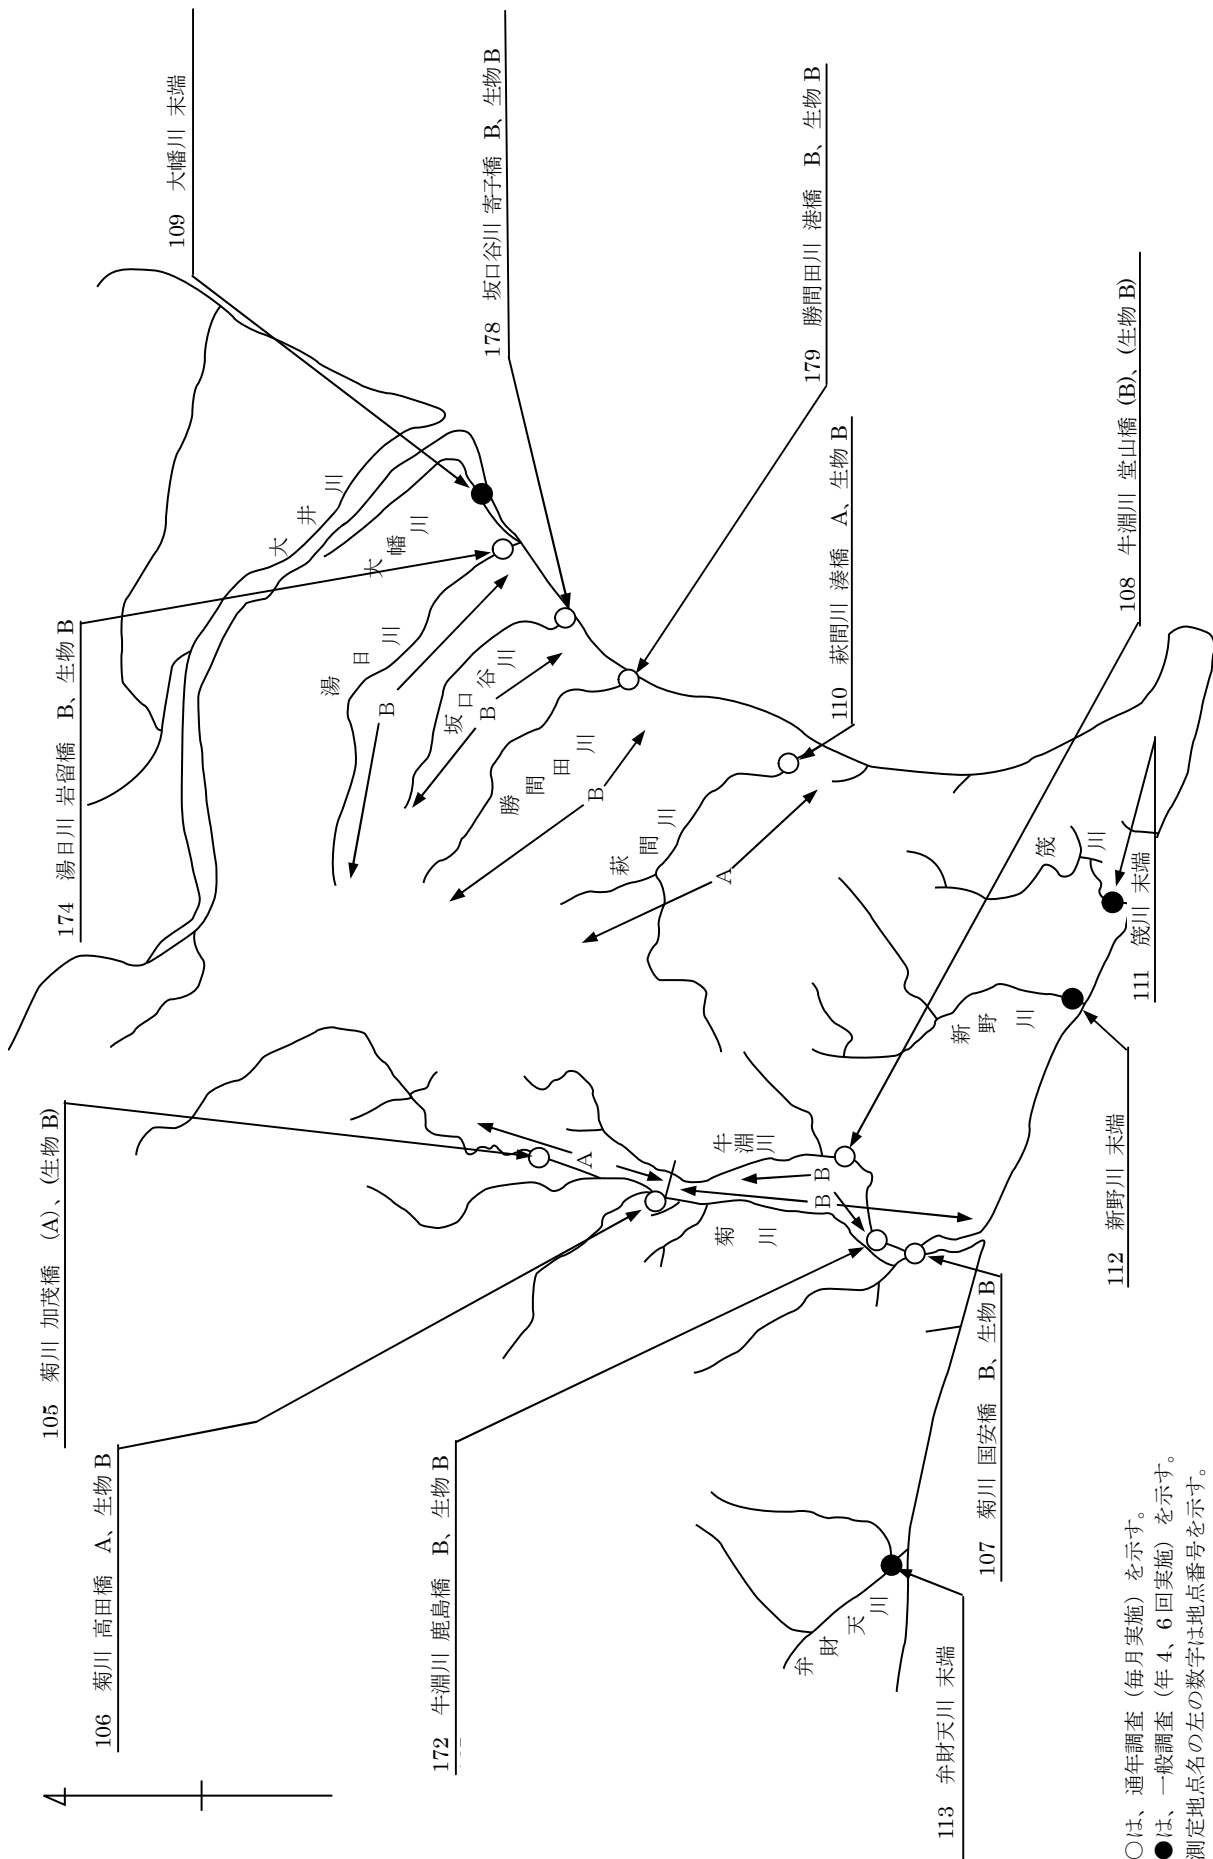 109　大幡川 末端
178　坂口谷川 寄子橋　B、生物 B
179　勝間田川 港橋　B、生物 B
110　萩間川 湊橋　A、生物 B
108　牛淵川 堂山橋 (B)、(生物 B)
174　湯日川 岩留橋　B、生物 B
大井川
大幡川
湯日川
B
坂口谷川
B
勝間田川
B
萩間川
A
筬川
111　筬川 末端
新野川
112　新野川 末端
105　菊川 加茂橋　(A)、(生物 B)
A
牛淵川
B
B
菊川
106　菊川 高田橋　A、生物 B
172　牛淵川 鹿島橋　B、生物 B
107　菊川 国安橋　B、生物 B
弁財天川
113　弁財天川 末端
○は、通年調査（毎月実施）を示す。
●は、一般調査（年 4、6 回実施）を示す。
測定地点名の左の数字は地点番号を示す。